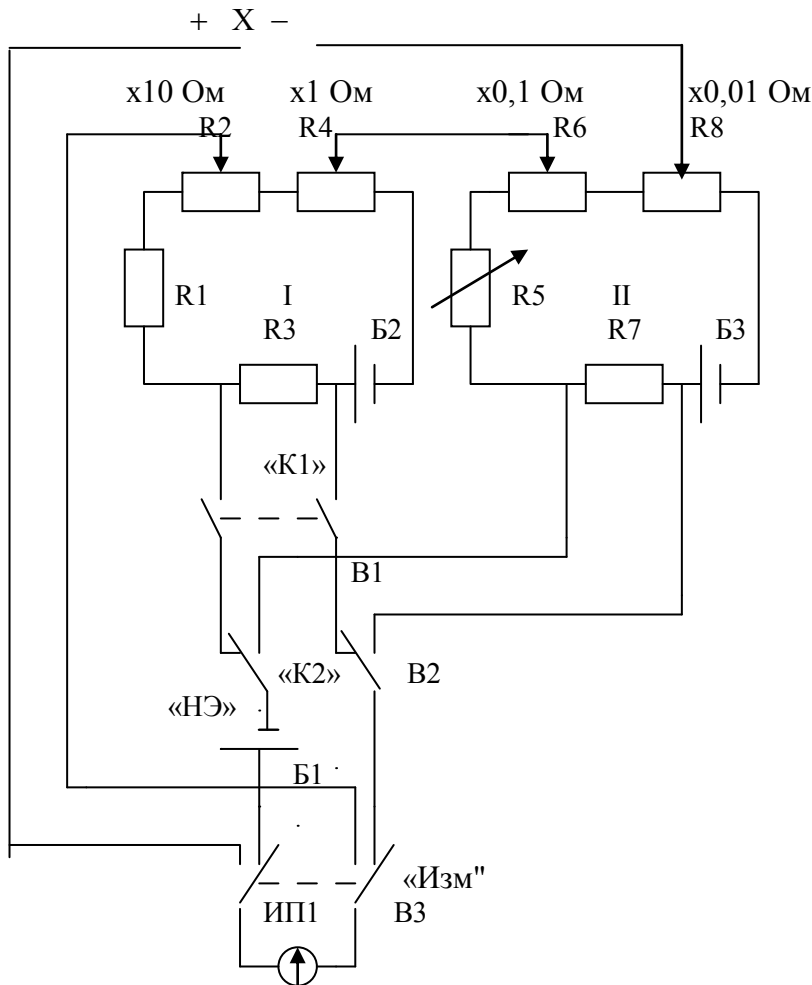 + X –
x10 Ом x1 Ом x0,1 Ом x0,01 Ом
R2 R4 R6 R8
R1 I R5 II
R3 Б2 R7 Б3
«К1»
В1
«К2» В2
«НЭ»
Б1
«Изм"
ИП1 В3